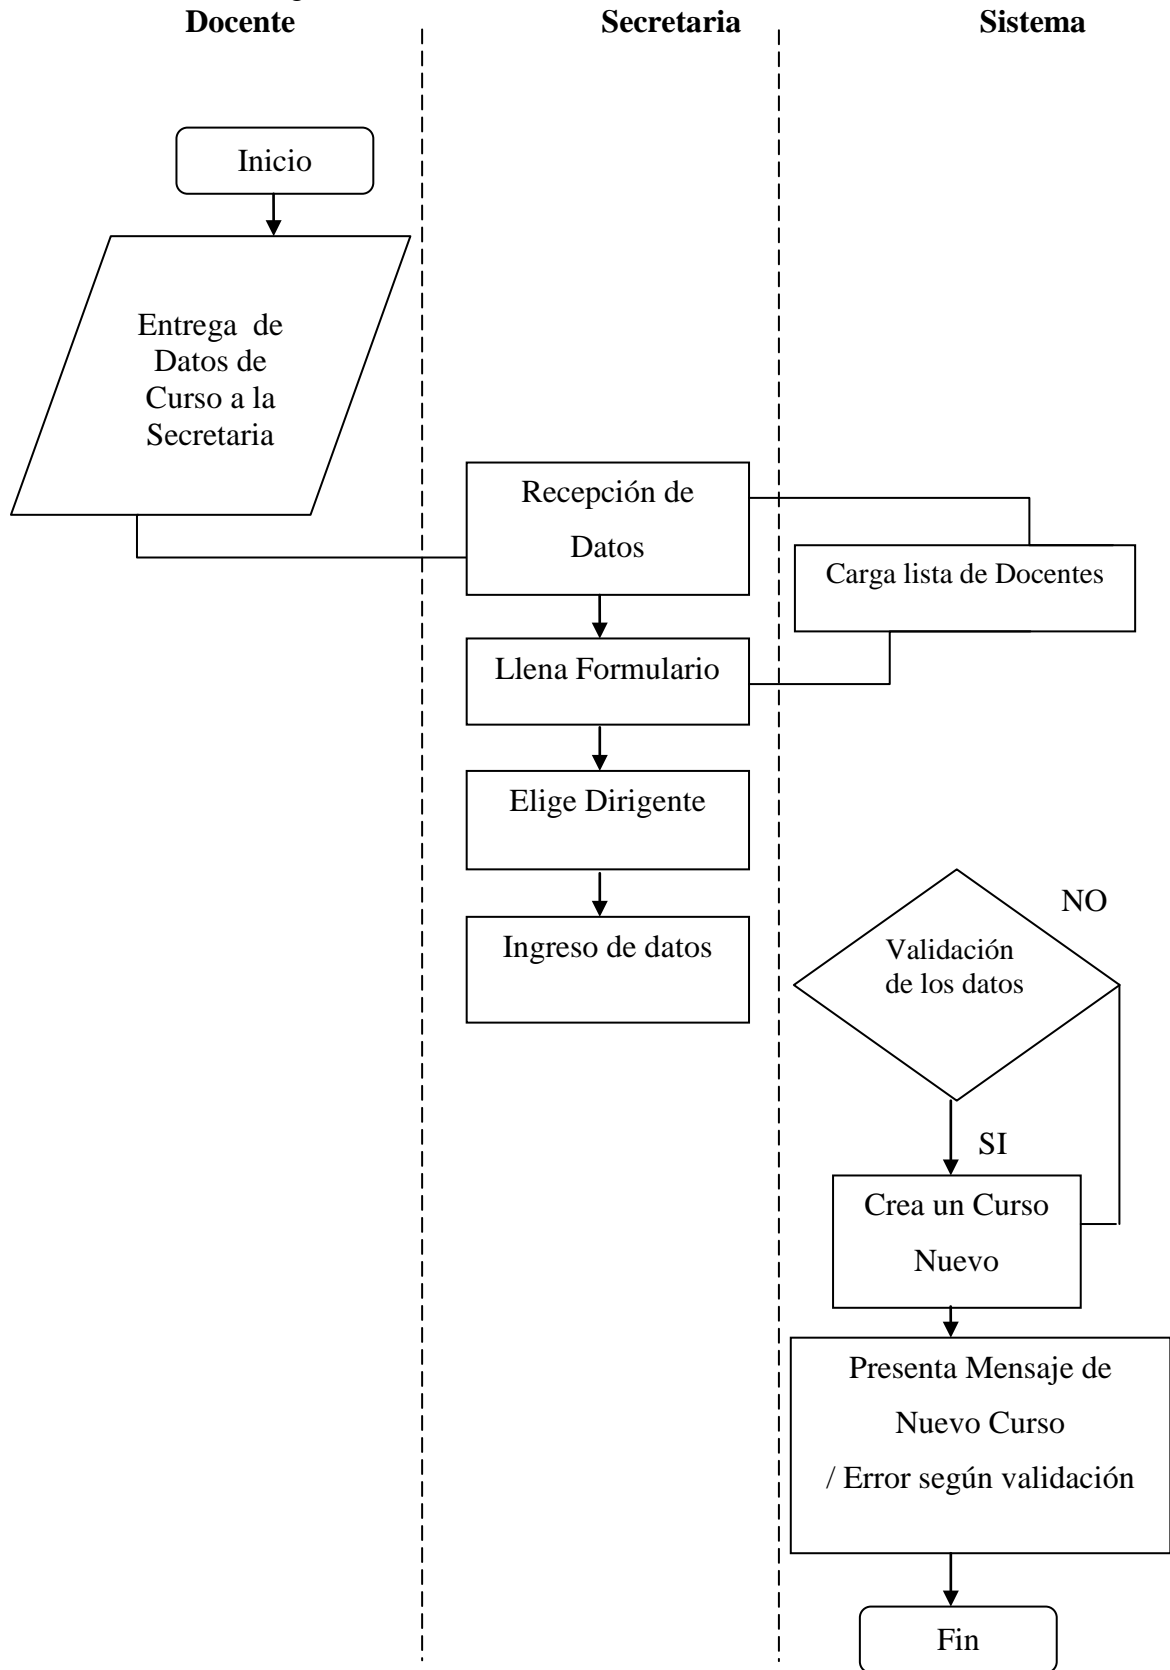 Docente
Secretaria
Sistema
Inicio
Entrega de
Datos de
Curso a la
Secretaria
Recepción de
Datos
Carga lista de Docentes
Llena Formulario
Elige Dirigente
Ingreso de datos
NO
Validación
de los datos
SI
Crea un Curso
Nuevo
Presenta Mensaje de
Nuevo Curso
/ Error según validación
Fin